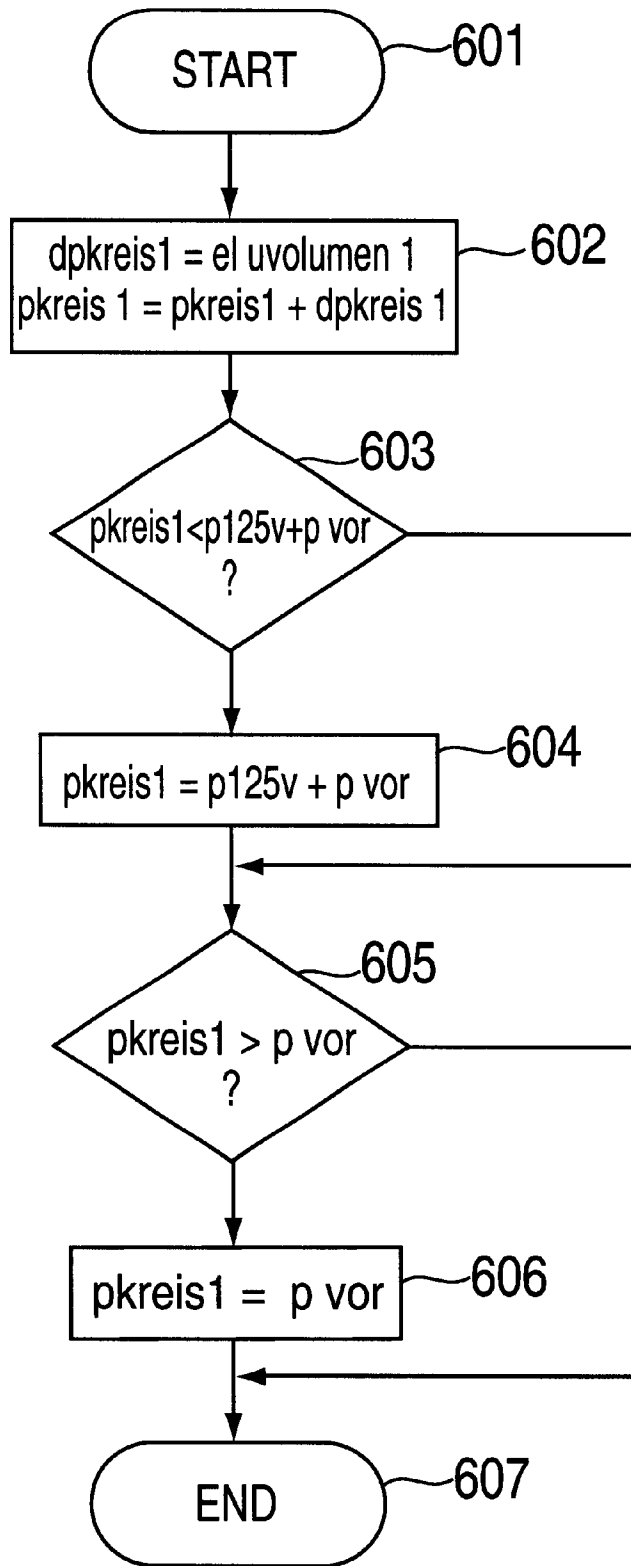 START
601
dpkreis1 = el uvolumen 1
pkreis 1 = pkreis1 + dpkreis 1
602
603
pkreis1<p125v+p vor
?
604
pkreis1 = p125v + p vor
605
pkreis1 > p vor
?
606
pkreis1 = p vor
END
607